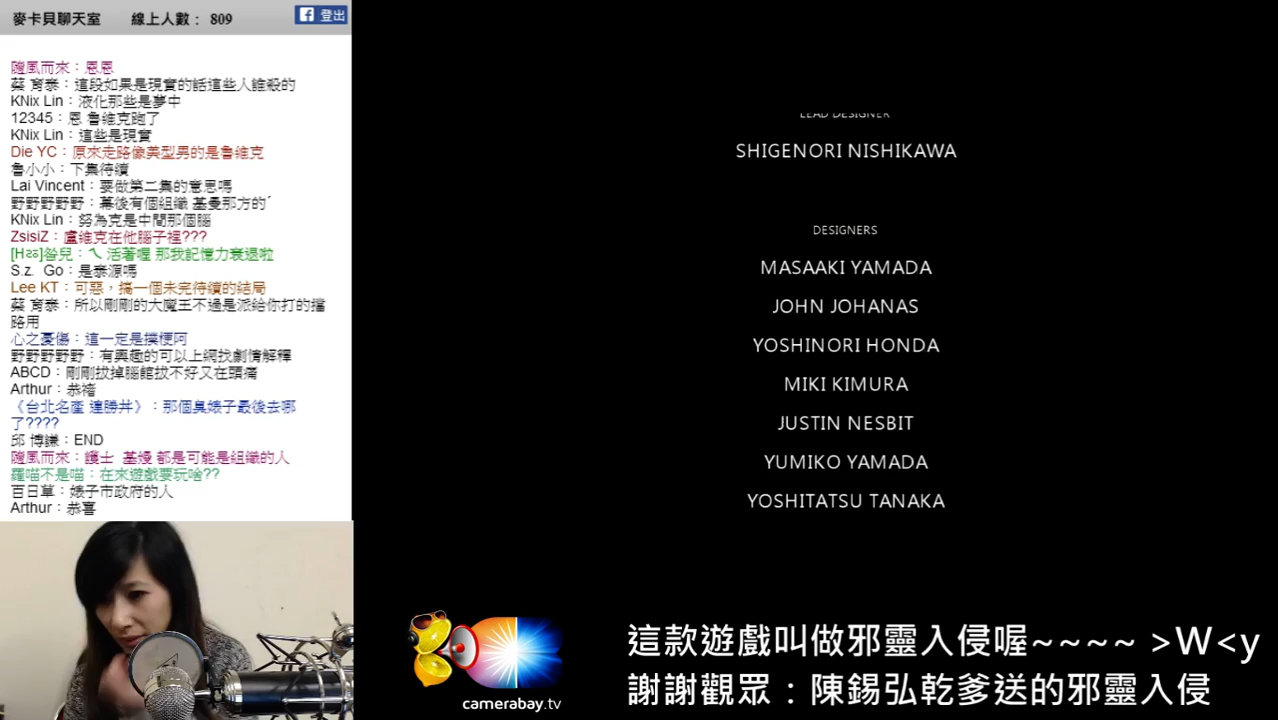 麥卡貝聊天室 線上人數： 809 登出
隨風而來：恩恩
蔡 育泰：這段如果是現實的話這些人誰殺的
KNix Lin：液化那些是夢中
12345：恩 魯維克跑了
KNix Lin：這些是現實
Die YC：原來走路像美型男的是魯維克
魯小小：下集待續
Lai Vincent：要做第二集的意思嗎
野野野野野：幕後有個組織 基曼那方的ˊ
KNix Lin：努為克是中間那個腦
ZsisiZ：盧維克在他腦子裡???
[Hఇఇ]咎兒：ㄟ 活著喔 那我記憶力衰退啦
S.z. Go：是泰源嗎
Lee KT：可惡，搞一個未完待續的結局
蔡 育泰：所以剛剛的大魔王不過是派給你打的擋
路用
心之憂傷：這一定是撲梗阿
野野野野野：有興趣的可以上網找劇情解釋
ABCD：剛剛拔掉腦館拔不好又在頭痛
Arthur：恭禧
《台北名產 連勝丼》：那個臭婊子最後去哪
了????
邱 博謙：END
隨風而來：護士 基嫚 都是可能是組織的人
羅喵不是喵：在來遊戲要玩啥??
百日草：婊子市政府的人
Arthur：恭喜
LEAD DESIGNER
SHIGENORI NISHIKAWA
DESIGNERS
MASAAKI YAMADA
JOHN JOHANAS
YOSHINORI HONDA
MIKI KIMURA
JUSTIN NESBIT
YUMIKO YAMADA
YOSHITATSU TANAKA
camerabay.tv
這款遊戲叫做邪靈入侵喔~~~~ >W<y
謝謝觀眾：陳錫弘乾爹送的邪靈入侵